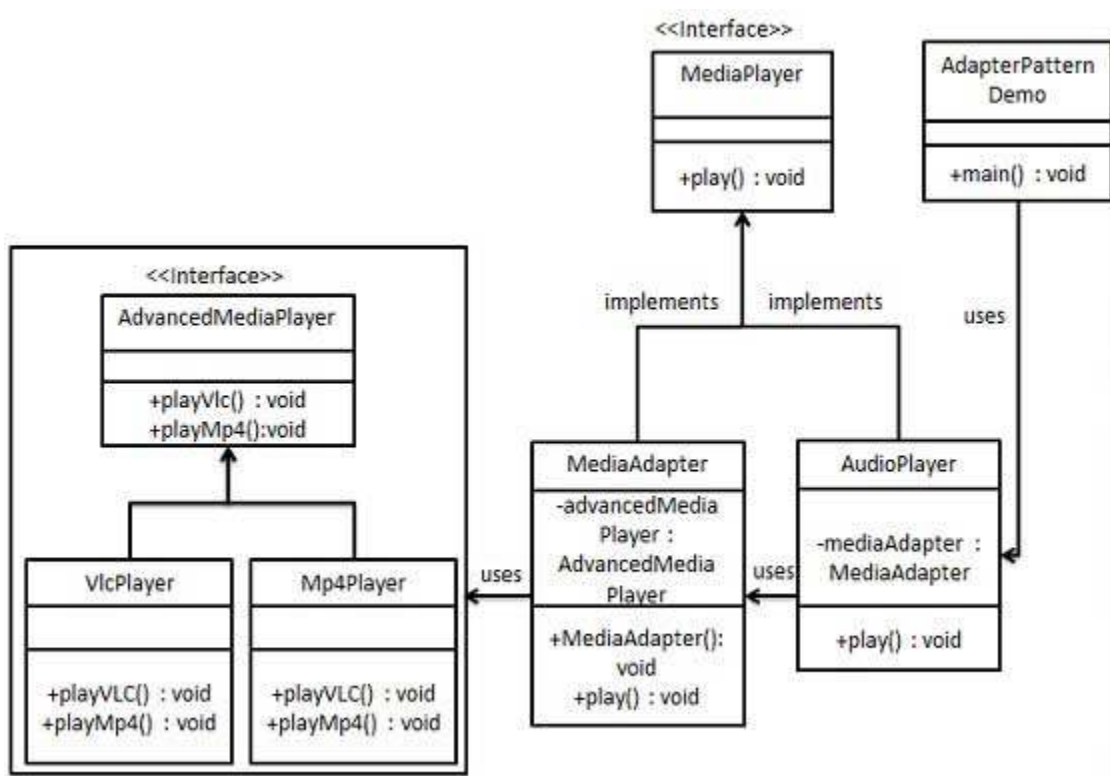 <<Interface>>
MediaPlayer
+play() : void
AdapterPattern
Demo
+main() : void
implements
implements
uses
<<Interface>>
AdvancedMediaPlayer
+playVlc() : void
+playMp4():void
VlcPlayer
+playVLC() : void
+playMp4() : void
Mp4Player
+playVLC() : void
+playMp4() : void
uses
MediaAdapter
-advancedMedia
Player :
AdvancedMedia
Player
+MediaAdapter():
void
+play() : void
uses
AudioPlayer
-mediaAdapter :
MediaAdapter
+play() : void